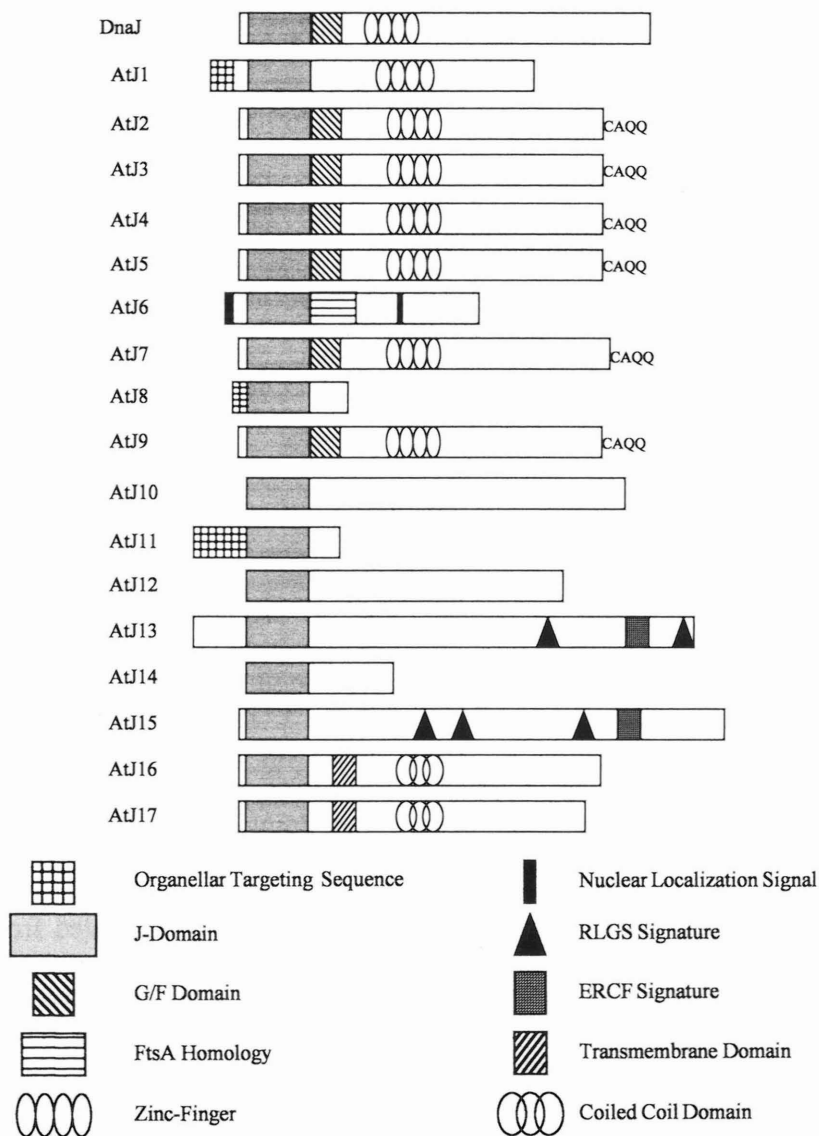 DnaJ
AtJ1
AtJ2
CAQQ
AtJ3
CAQQ
AtJ4
CAQQ
AtJ5
CAQQ
AtJ6
AtJ7
CAQQ
AtJ8
AtJ9
CAQQ
AtJ10
AtJ11
AtJ12
AtJ13
AtJ14
AtJ15
AtJ16
AtJ17
Organellar Targeting Sequence
Nuclear Localization Signal
J-Domain
RLGS Signature
G/F Domain
ERCF Signature
FtsA Homology
Transmembrane Domain
Zinc-Finger
Coiled Coil Domain